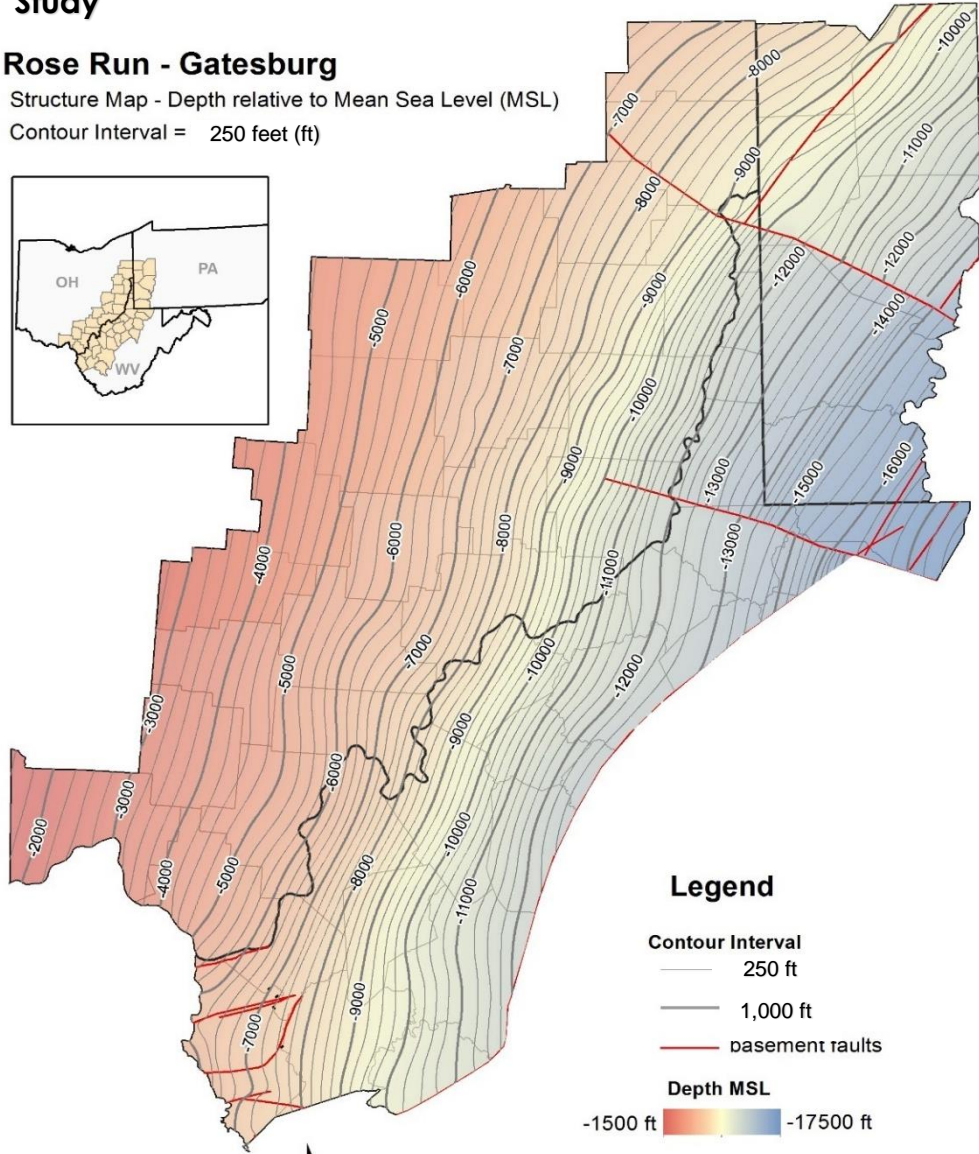 Study
Rose Run - Gatesburg
Structure Map - Depth relative to Mean Sea Level (MSL)
Contour Interval = 250 feet (ft)
OH
PA
WV
-10000
-8000
-7000
-11000
-9000
-8000
-12000
-12000
-6000
-9000
-14000
-5000
-7000
-10000
-9000
-13000
-15000
-16000
-8000
-6000
-13000
-4000
-11000
-7000
-10000
-5000
-12000
-3000
-9000
-6000
-3000
-2000
-10000
-8000
-4000
-5000
-11000
-9000
-7000
Legend
Contour Interval
250 ft
1,000 ft
basement faults
Depth MSL
-1500 ft
-17500 ft